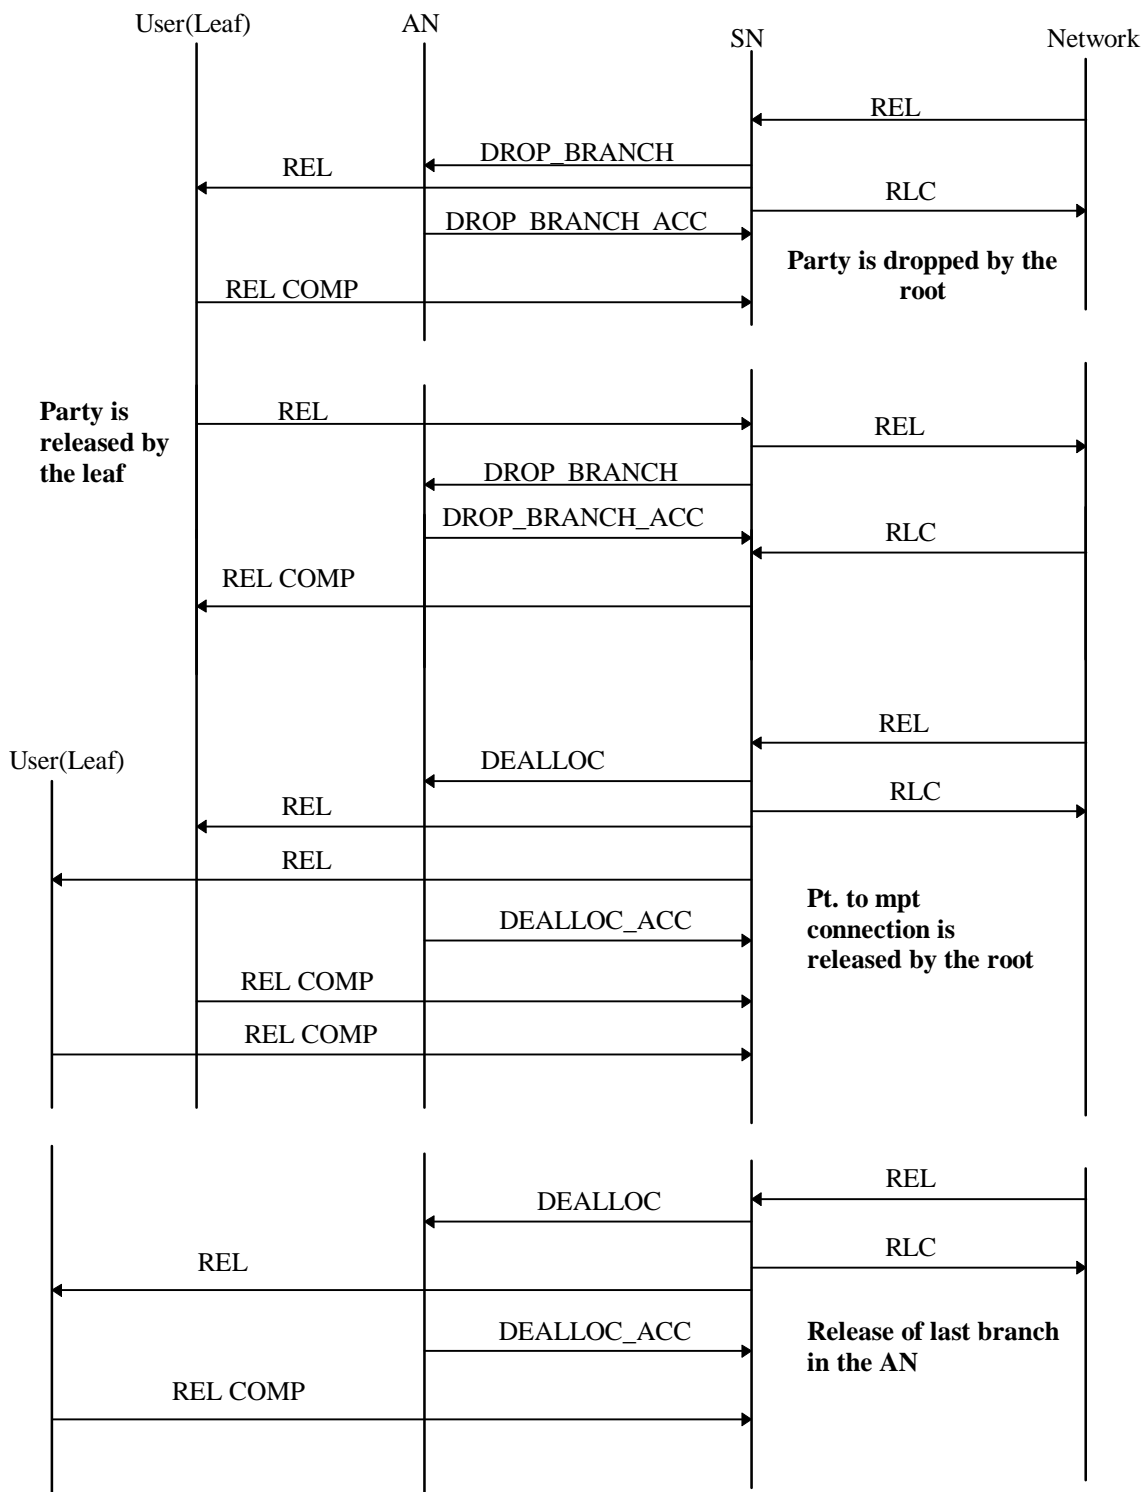 User(Leaf)
AN
SN
Network
REL
DROP_BRANCH
REL
RLC
DROP_BRANCH_ACC
Party is dropped by the
root
REL COMP
Party is
released by
the leaf
REL
REL
DROP_BRANCH
DROP_BRANCH_ACC
RLC
REL COMP
REL
User(Leaf)
DEALLOC
RLC
REL
REL
Pt. to mpt
connection is
released by the root
DEALLOC_ACC
REL COMP
REL COMP
REL
DEALLOC
RLC
REL
DEALLOC_ACC
Release of last branch
in the AN
REL COMP